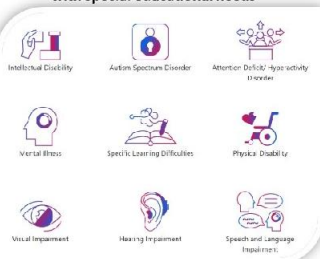 with special educational needs
Intellectual Disability
Autism Spectrum Disorder
Attention Deficit/ Hyperactivity
Disorder
Mental Illness
Specific Learning Difficulties
Physical Disability
Visual Impairment
Hearing Impairment
Speech and Language
Impairment